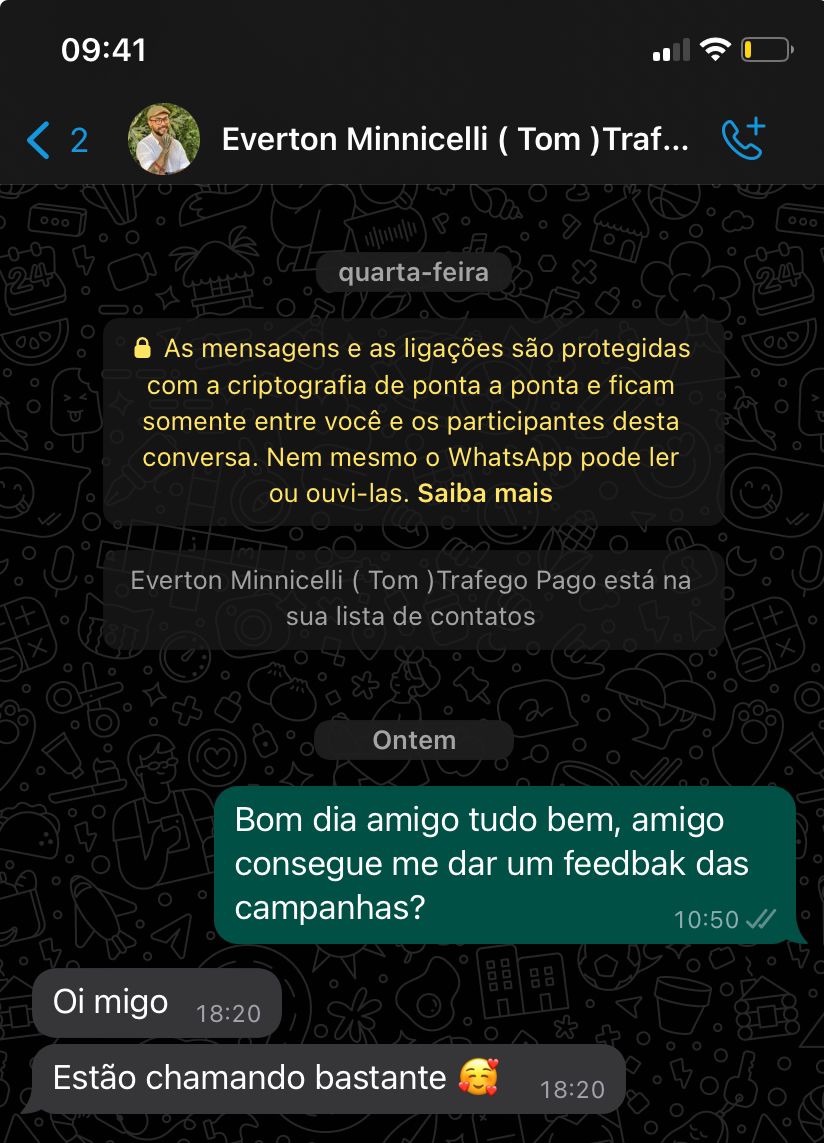 09:41
2
Everton Minnicelli ( Tom )Traf...
quarta-feira
As mensagens e as ligações são protegidas
com a criptografia de ponta a ponta e ficam
somente entre você e os participantes desta
conversa. Nem mesmo o WhatsApp pode ler
ou ouvi-las. Saiba mais
Everton Minnicelli ( Tom )Trafego Pago está na
sua lista de contatos
Ontem
Bom dia amigo tudo bem, amigo
consegue me dar um feedbak das
campanhas?
10:50
Oi migo
18:20
Estão chamando bastante 🥰
18:20